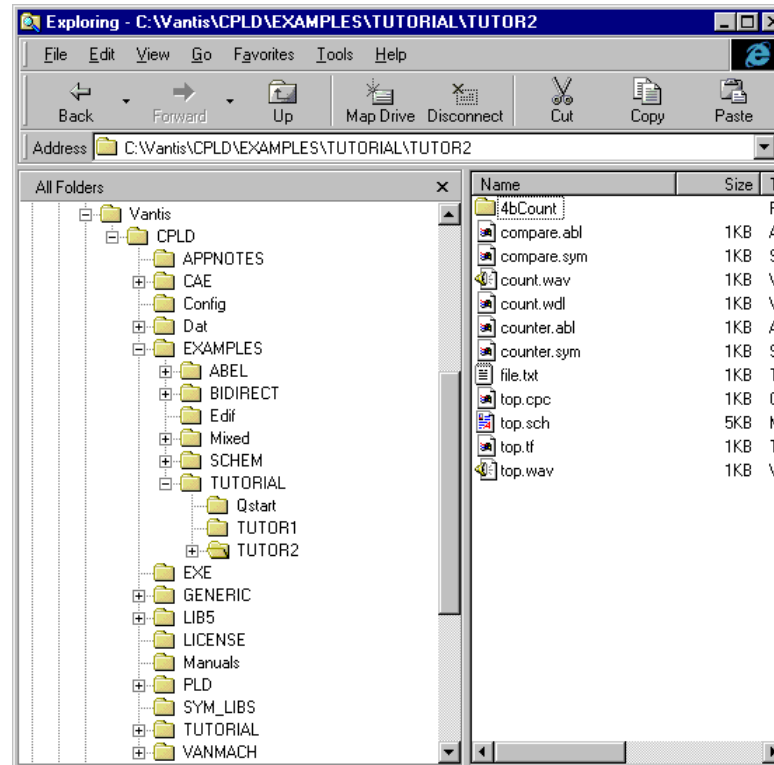 Exploring - C:\Vantis\CPLD\EXAMPLES\TUTORIAL\TUTOR2
File Edit View Go Favorites Tools Help
Back Forward Up Map Drive Disconnect Cut Copy Paste
Address C:\Vantis\CPLD\EXAMPLES\TUTORIAL\TUTOR2
All Folders
Vantis
CPLD
APPNOTES
CAE
Config
Dat
EXAMPLES
ABEL
BIDIRECT
Edif
Mixed
SCHEM
TUTORIAL
Qstart
TUTOR1
TUTOR2
EXE
GENERIC
LIB5
LICENSE
Manuals
PLD
SYM_LIBS
TUTORIAL
VANMACH
Name Size
4bCount
compare.abl 1KB
compare.sym 1KB
count.wav 1KB
count.wdl 1KB
counter.abl 1KB
counter.sym 1KB
file.txt 1KB
top.cpc 1KB
top.sch 5KB
top.tf 1KB
top.wav 1KB